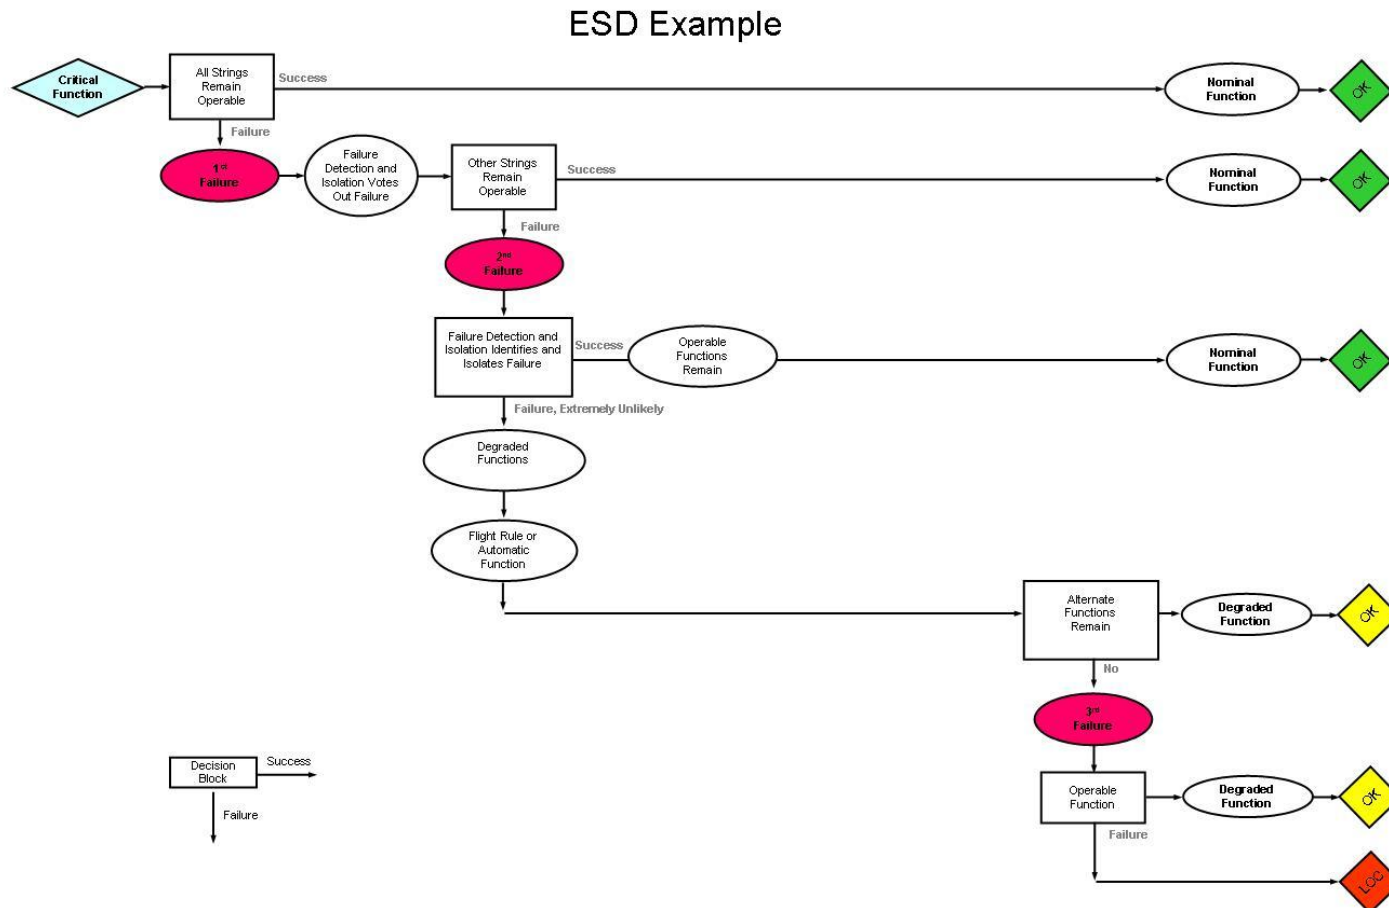 ESD Example
Critical
Function
All Strings
Remain
Operable
Success
Nominal
Function
OK
Failure
1st
Failure
Failure
Detection and
Isolation Votes
Out Failure
Other Strings
Remain
Operable
Success
Nominal
Function
OK
Failure
2nd
Failure
Failure Detection and
Isolation Identifies and
Isolates Failure
Success
Operable
Functions
Remain
Nominal
Function
OK
Failure, Extremely Unlikely
Degraded
Functions
Flight Rule or
Automatic
Function
Alternate
Functions
Remain
Degraded
Function
OK
No
3rd
Failure
Operable
Function
Degraded
Function
OK
Failure
LOC
Decision
Block
Success
Failure